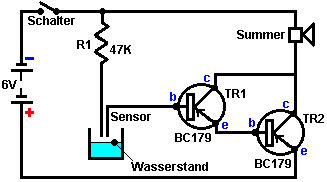 Schalter
Summer
R1
47K
-
6V
+
c
TR1
b
Sensor
e
BC179
c
TR2
b
e
BC179
Wasserstand